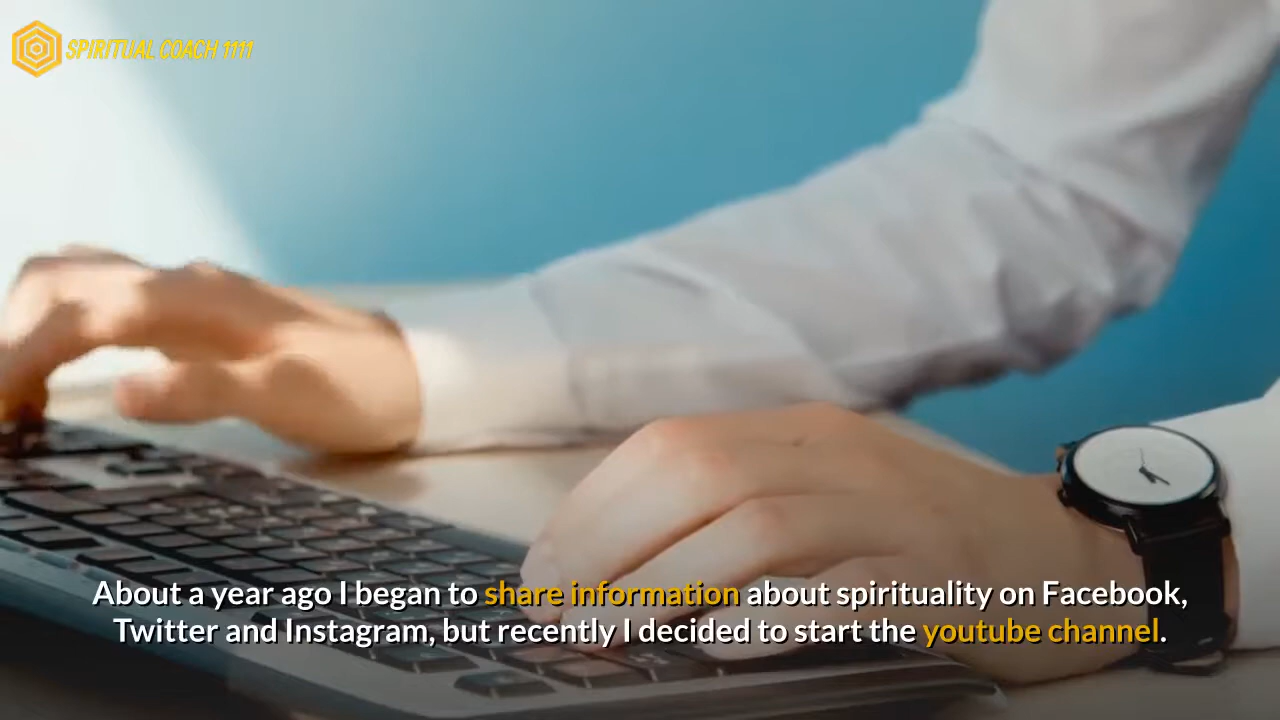 SPIRITUAL COACH 1111
About a year ago I began to share information about spirituality on Facebook,
Twitter and Instagram, but recently I decided to start the youtube channel.